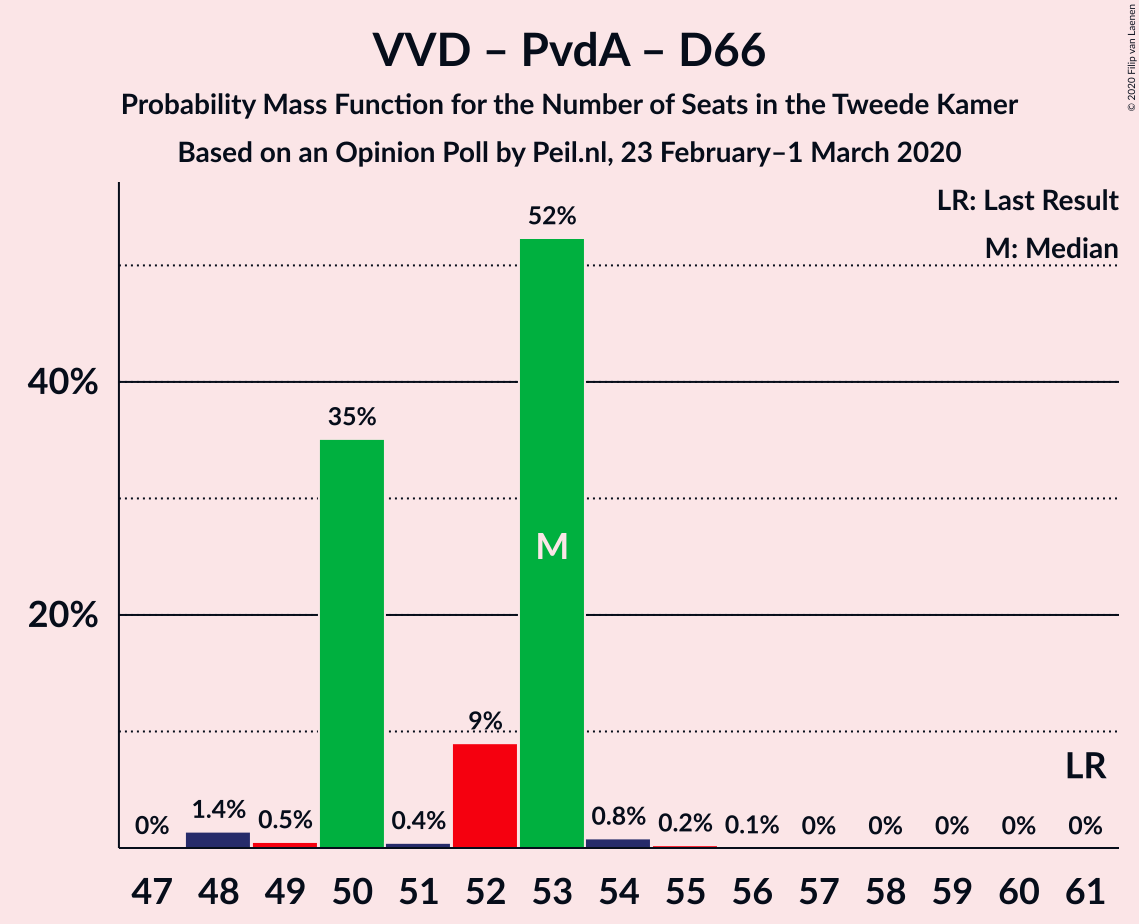 VVD – PvdA – D66
Probability Mass Function for the Number of Seats in the Tweede Kamer
Based on an Opinion Poll by Peil.nl, 23 February–1 March 2020
© 2020 Filip van Laenen
LR: Last Result
M: Median
52%
40%
35%
M
20%
9%
LR
0% 1.4% 0.5% 0.4% 0.8% 0.2% 0.1% 0% 0% 0% 0% 0%
47 48 49 50 51 52 53 54 55 56 57 58 59 60 61